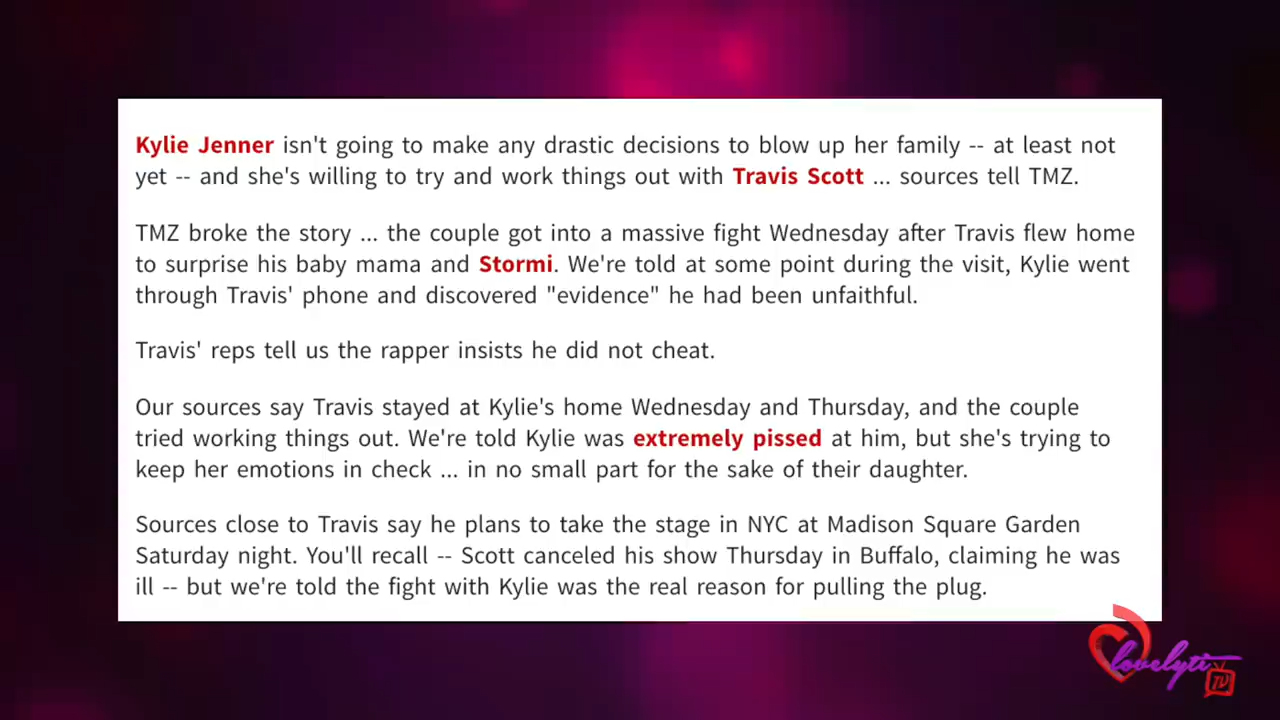 Kylie Jenner isn't going to make any drastic decisions to blow up her family -- at least not
yet -- and she's willing to try and work things out with Travis Scott ... sources tell TMZ.
TMZ broke the story ... the couple got into a massive fight Wednesday after Travis flew home
to surprise his baby mama and Stormi. We're told at some point during the visit, Kylie went
through Travis' phone and discovered "evidence" he had been unfaithful.
Travis' reps tell us the rapper insists he did not cheat.
Our sources say Travis stayed at Kylie's home Wednesday and Thursday, and the couple
tried working things out. We're told Kylie was extremely pissed at him, but she's trying to
keep her emotions in check ... in no small part for the sake of their daughter.
Sources close to Travis say he plans to take the stage in NYC at Madison Square Garden
Saturday night. You'll recall -- Scott canceled his show Thursday in Buffalo, claiming he was
ill -- but we're told the fight with Kylie was the real reason for pulling the plug.
lovelyti
TV